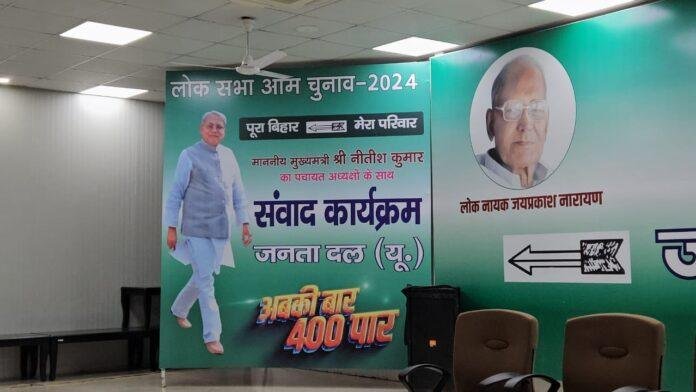 लोक सभा आम चुनाव-2024
पूरा बिहार मेरा परिवार
माननीय मुख्यमंत्री श्री नीतीश कुमार
का पंचायत अध्यक्षों के साथ
संवाद कार्यक्रम
जनता दल (यू.)
अबकी बार
400 पार
लोक नायक जयप्रकाश नारायण